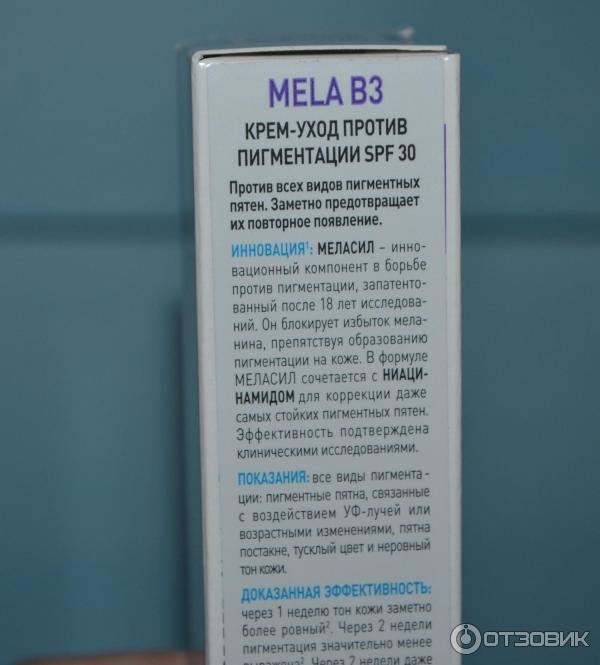 MELA B3
КРЕМ-УХОД ПРОТИВ
ПИГМЕНТАЦИИ SPF 30
Против всех видов пигментных
пятен. Заметно предотвращает
их повторное появление.
ИННОВАЦИЯ¹: МЕЛАСИЛ – инно-
вационный компонент в борьбе
против пигментации, запатенто-
ванный после 18 лет исследова-
ний. Он блокирует избыток мела-
нина, препятствуя образованию
пигментации на коже. В формуле
МЕЛАСИЛ сочетается с НИАЦИ-
НАМИДОМ для коррекции даже
самых стойких пигментных пятен.
Эффективность подтверждена
клиническими исследованиями.
ПОКАЗАНИЯ: все виды пигмента-
ции: пигментные пятна, связанные
с воздействием УФ-лучей или
возрастными изменениями, пятна
постакне, тусклый цвет и неровный
тон кожи.
ДОКАЗАННАЯ ЭФФЕКТИВНОСТЬ:
через 1 неделю тон кожи заметно
более ровный². Через 2 недели
пигментация значительно менее
выражена². Через 2 недели даже
ОТЗОВИК